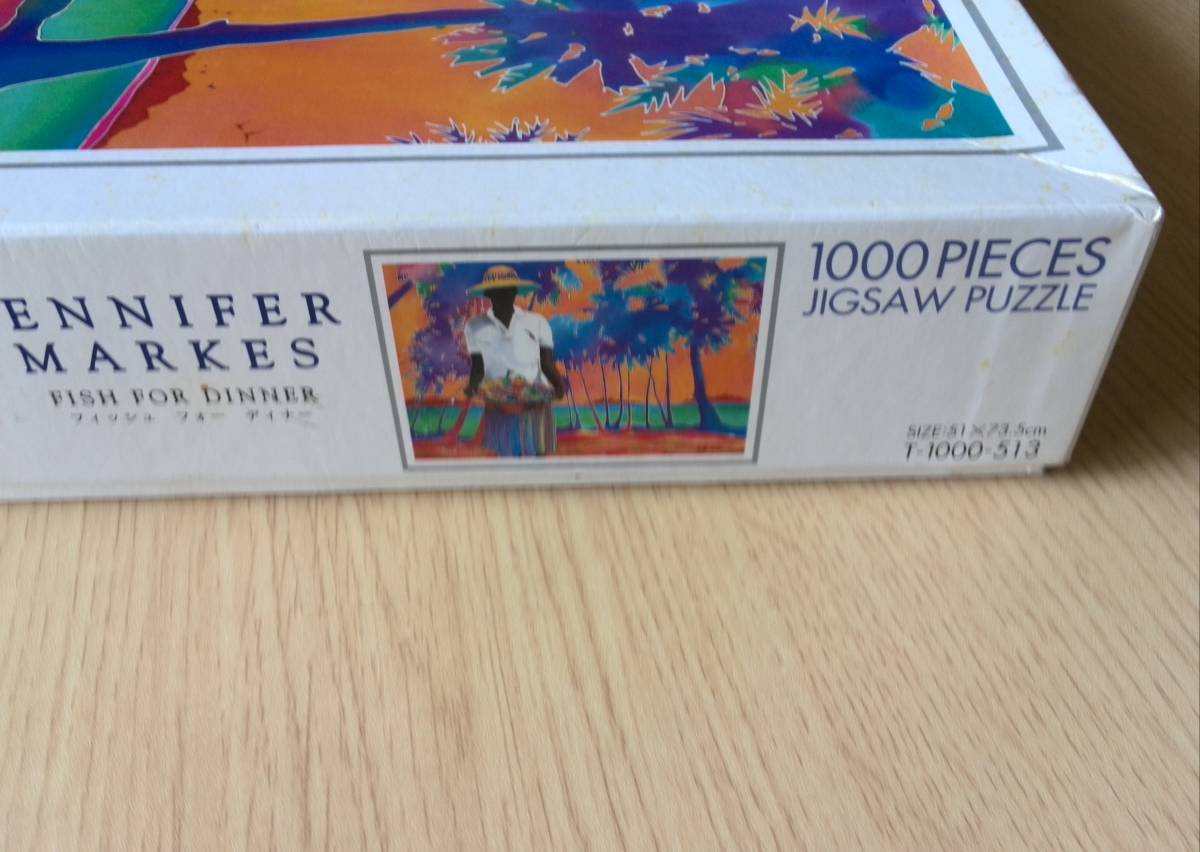 ENNIFER
MARKES
FISH FOR DINNER
フィッシュ フォー ディナー
1000 PIECES
JIGSAW PUZZLE
SIZE:51×73.5cm
T-1000-513